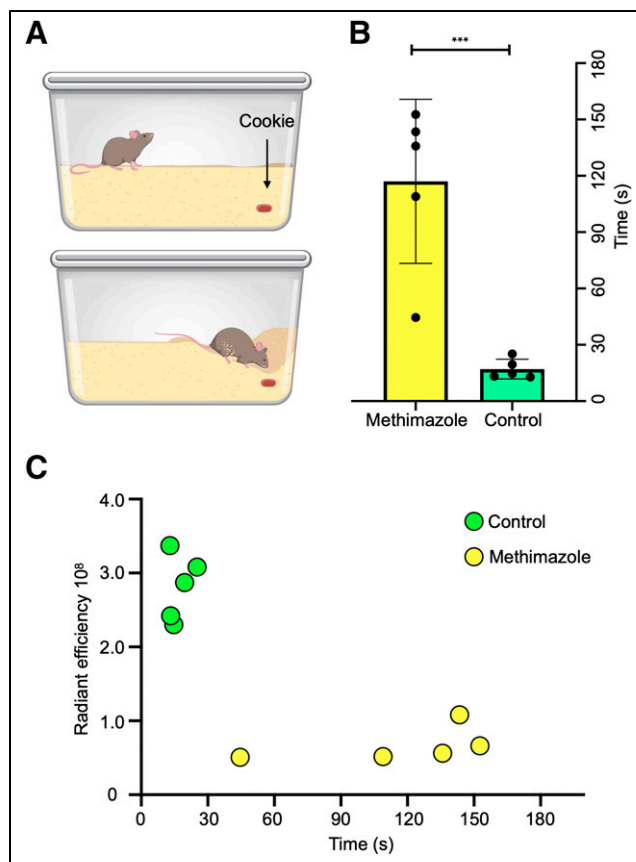 A
Cookie
B
***
180
150
120
90
60
30
0
Time (s)
Methimazole Control
C
4.0
3.0
2.0
1.0
0
Radiant efficiency 10⁸
Control
Methimazole
0 30 60 90 120 150 180
Time (s)